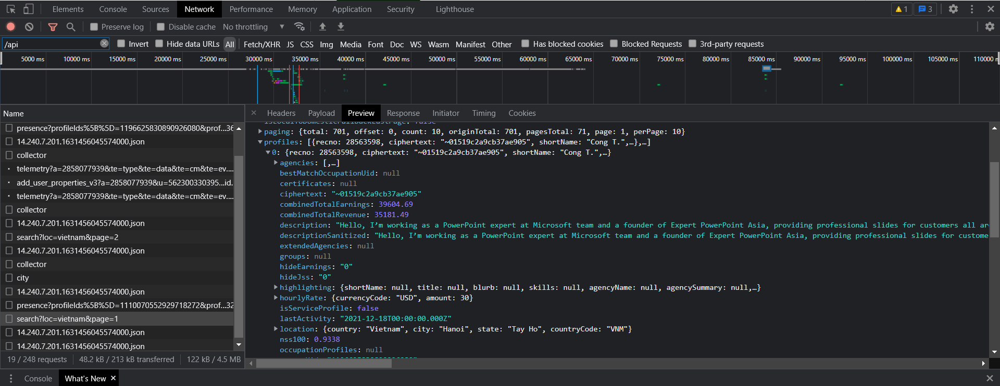 Elements Console Sources Network Performance Memory Application Security Lighthouse 1 3
Preserve log Disable cache No throttling
/api Invert Hide data URLs All Fetch/XHR JS CSS Img Media Font Doc WS Wasm Manifest Other Has blocked cookies Blocked Requests 3rd-party requests
5000 ms 10000 ms 15000 ms 20000 ms 25000 ms 30000 ms 35000 ms 40000 ms 45000 ms 50000 ms 55000 ms 60000 ms 65000 ms 70000 ms 75000 ms 80000 ms 85000 ms 90000 ms 95000 ms 100000 ms 105000 ms 110000 m
Name
presence?profileIds%5B%5D=1196625830890926080&prof...36
14.240.7.201.1631456045574000.json
collector
telemetry?a=2858077939&te=type&te=data&te=cm&te=ev....
add_user_properties_v3?a=2858077939&u=562300330395...id.
telemetry?a=2858077939&te=type&te=data&te=cm&te=ev....
collector
14.240.7.201.1631456045574000.json
search?loc=vietnam&page=2
14.240.7.201.1631456045574000.json
collector
city
14.240.7.201.1631456045574000.json
presence?profileIds%5B%5D=1110070552929718272&prof...32
search?loc=vietnam&page=1
14.240.7.201.1631456045574000.json
14.240.7.201.1631456045574000.json
19 / 248 requests 48.2 kB / 213 kB transferred 122 kB / 4.5 MB
Headers Payload Preview Response Initiator Timing Cookies
paging: {total: 701, offset: 0, count: 10, originTotal: 701, pagesTotal: 71, page: 1, perPage: 10}
profiles: [{recno: 28563598, ciphertext: "~01519c2a9cb37ae905", shortName: "Cong T.",…},…]
0: {recno: 28563598, ciphertext: "~01519c2a9cb37ae905", shortName: "Cong T.",…}
agencies: [,…]
bestMatchOccupationUid: null
certificates: null
ciphertext: "~01519c2a9cb37ae905"
combinedTotalEarnings: 39604.69
combinedTotalRevenue: 35181.49
description: "Hello, I’m working as a PowerPoint expert at Microsoft team and a founder of Expert PowerPoint Asia, providing professional slides for customers all ar
descriptionSanitized: "Hello, I’m working as a PowerPoint expert at Microsoft team and a founder of Expert PowerPoint Asia, providing professional slides for custome
extendedAgencies: null
groups: null
hideEarnings: "0"
hideJss: "0"
highlighting: {shortName: null, title: null, blurb: null, skills: null, agencyName: null, agencySummary: null,…}
hourlyRate: {currencyCode: "USD", amount: 30}
isServiceProfile: false
lastActivity: "2021-12-18T00:00:00.000Z"
location: {country: "Vietnam", city: "Hanoi", state: "Tay Ho", countryCode: "VNM"}
nss100: 0.9338
occupationProfiles: null
Console What's New